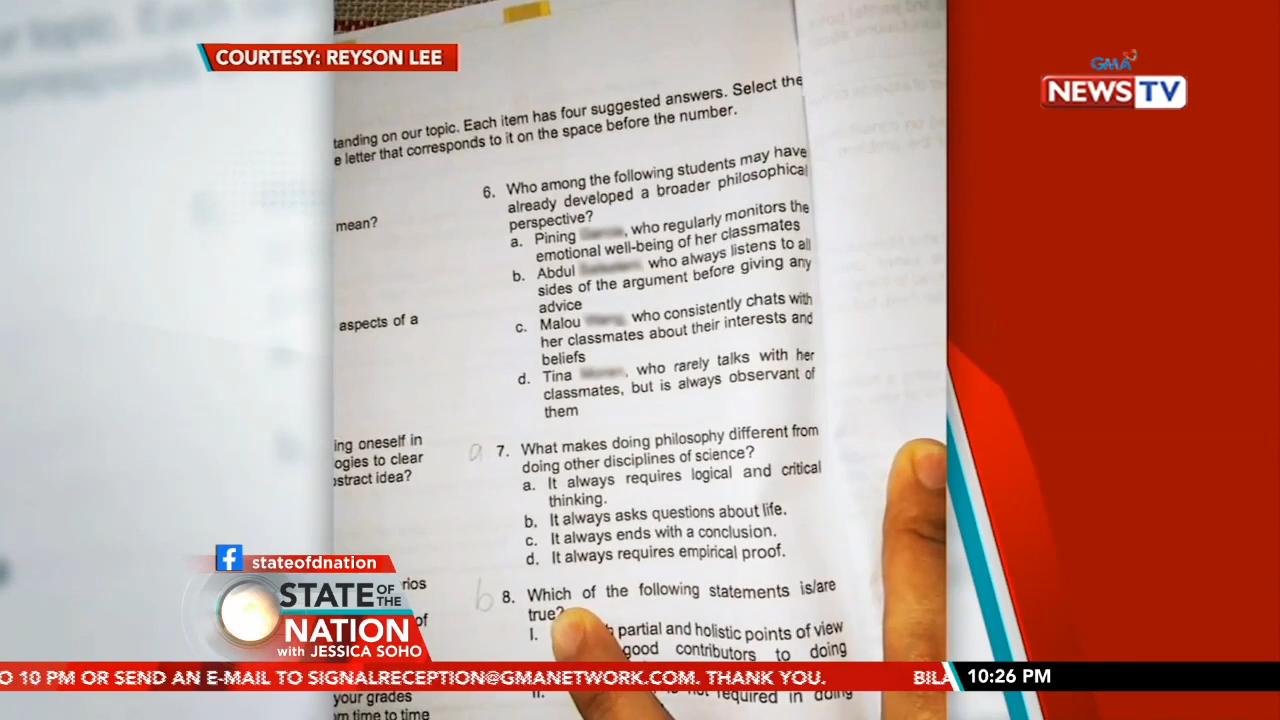 COURTESY: REYSON LEE
GMA
NEWS TV
tanding on our topic. Each item has four suggested answers. Select the
e letter that corresponds to it on the space before the number.
mean?
aspects of a
ing oneself in
ogies to clear
ostract idea?
rios
of
your grades
om time to time
6. Who among the following students may have
already developed a broader philosophical
perspective?
a. Pining , who regularly monitors the
emotional well-being of her classmates
b. Abdul , who always listens to all
sides of the argument before giving any
advice
c. Malou , who consistently chats with
her classmates about their interests and
beliefs
d. Tina , who rarely talks with her
classmates, but is always observant of
them
a 7. What makes doing philosophy different from
doing other disciplines of science?
a. It always requires logical and critical
thinking.
b. It always asks questions about life.
c. It always ends with a conclusion.
d. It always requires empirical proof.
b 8. Which of the following statements is/are
true?
I. partial and holistic points of view
good contributors to doing
II. not required in doing
stateofdnation
STATE OF THE
NATION
with JESSICA SOHO
O 10 PM OR SEND AN E-MAIL TO SIGNALRECEPTION@GMANETWORK.COM. THANK YOU. BILA
10:26 PM